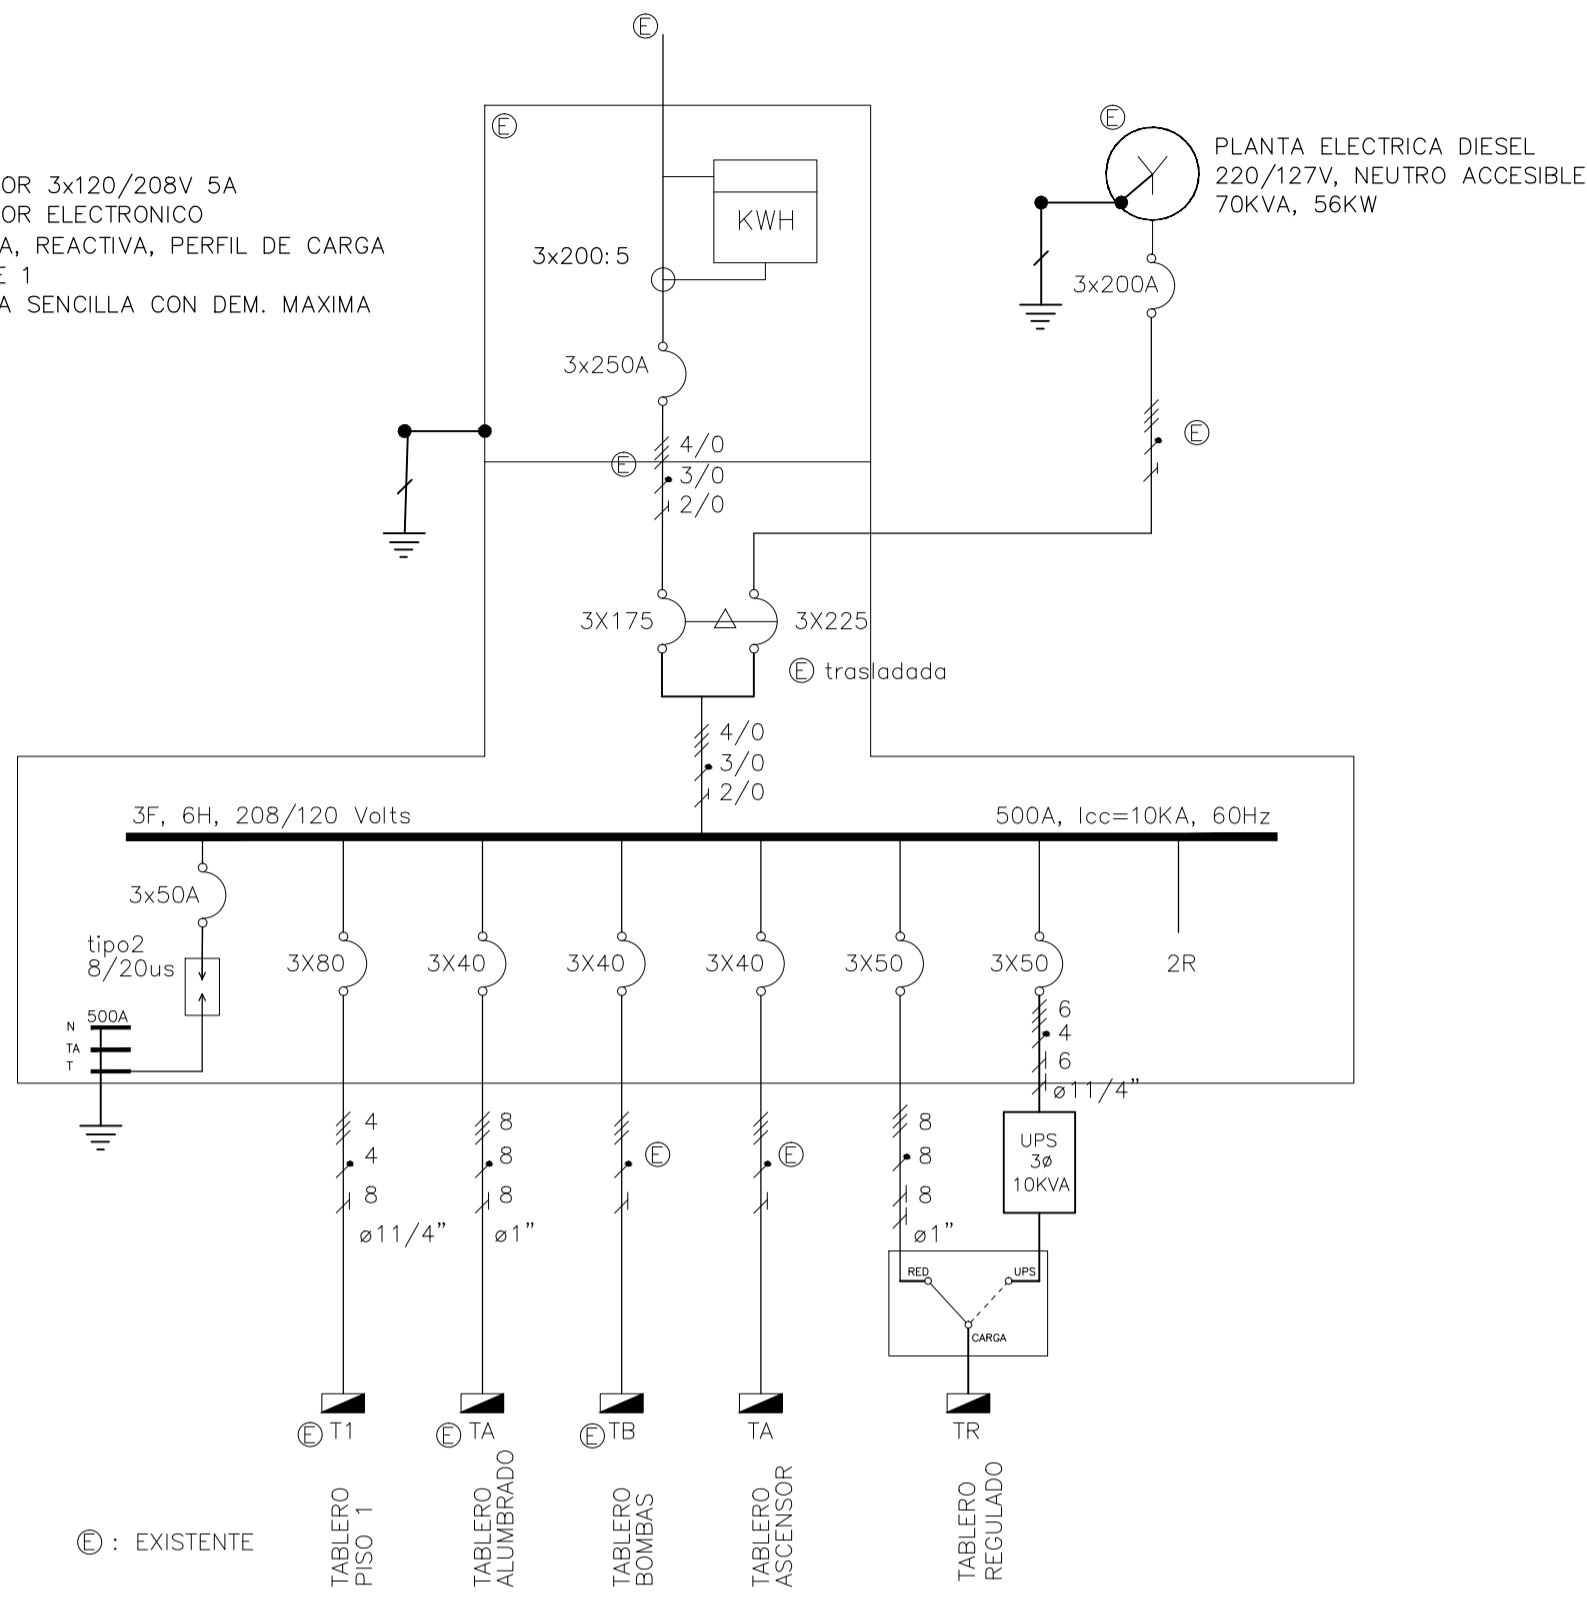 Ⓔ
Ⓔ
Ⓔ
PLANTA ELECTRICA DIESEL
220/127V, NEUTRO ACCESIBLE
70KVA, 56KW
OR 3x120/208V 5A
OR ELECTRONICO
A, REACTIVA, PERFIL DE CARGA
E 1
A SENCILLA CON DEM. MAXIMA
KWH
3x200:5
3x200A
3x250A
Ⓔ
4/0
Ⓔ
3/0
2/0
3X175
3X225
Ⓔ trasladada
4/0
3/0
2/0
3F, 6H, 208/120 Volts
500A, Icc=10KA, 60Hz
3x50A
tipo2
8/20us
3X80
3X40
3X40
3X40
3X50
3X50
2R
500A
N
TA
T
6
4
6
ø11/4"
4
4
8
ø11/4"
8
8
8
ø1"
Ⓔ
Ⓔ
8
8
8
ø1"
UPS
3ø
10KVA
RED
UPS
CARGA
Ⓔ T1
Ⓔ TA
Ⓔ TB
TA
TR
TABLERO
PISO 1
TABLERO
ALUMBRADO
TABLERO
BOMBAS
TABLERO
ASCENSOR
TABLERO
REGULADO
Ⓔ : EXISTENTE